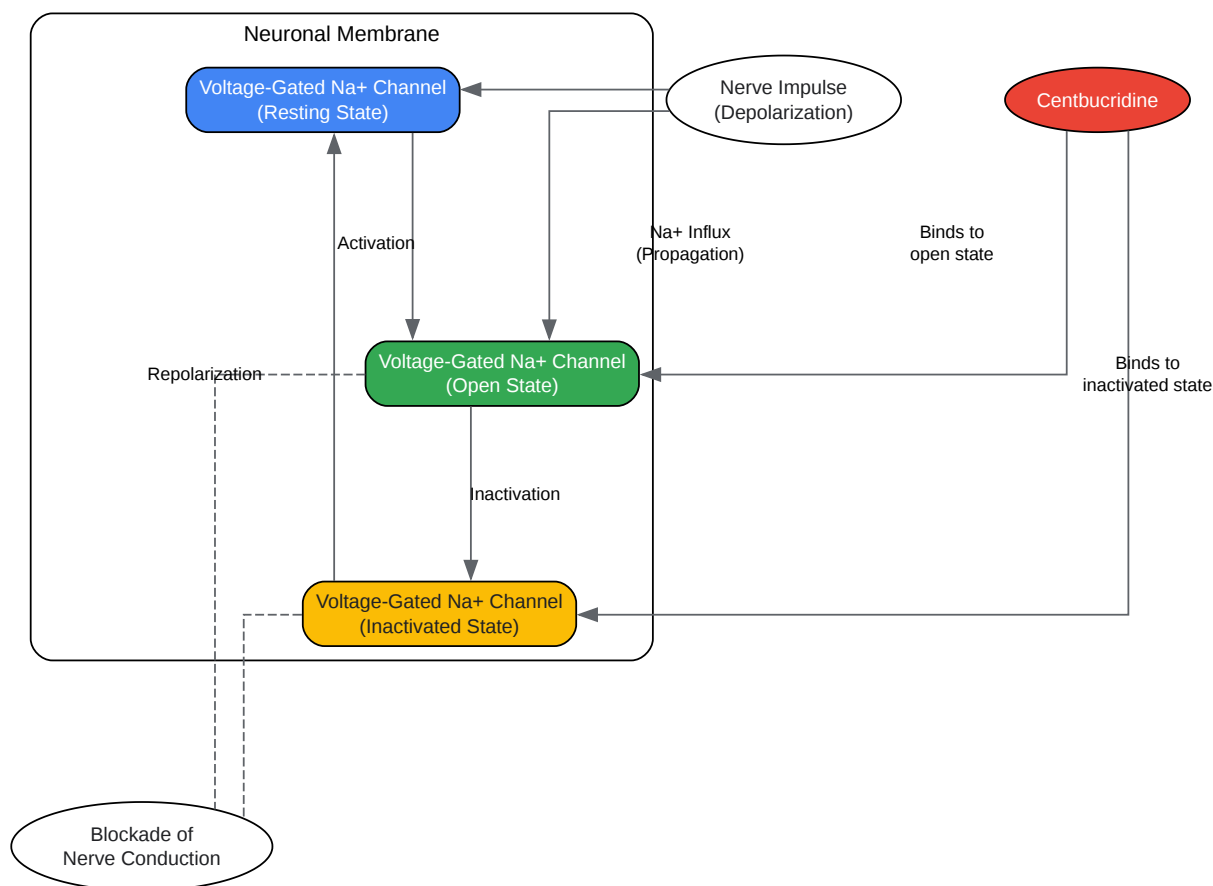 Neuronal Membrane
Voltage-Gated Na+ Channel
(Resting State)
Nerve Impulse
(Depolarization)
Centbucridine
Activation
Na+ Influx
(Propagation)
Binds to
open state
Voltage-Gated Na+ Channel
(Open State)
Repolarization
Binds to
inactivated state
Inactivation
Voltage-Gated Na+ Channel
(Inactivated State)
Blockade of
Nerve Conduction